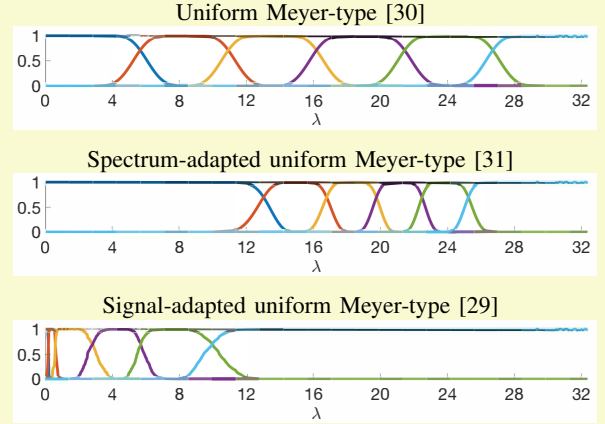 Uniform Meyer-type [30]
1
0.5
0
0 4 8 12 16 20 24 28 32
λ
Spectrum-adapted uniform Meyer-type [31]
1
0.5
0
0 4 8 12 16 20 24 28 32
λ
Signal-adapted uniform Meyer-type [29]
1
0.5
0
0 4 8 12 16 20 24 28 32
λ